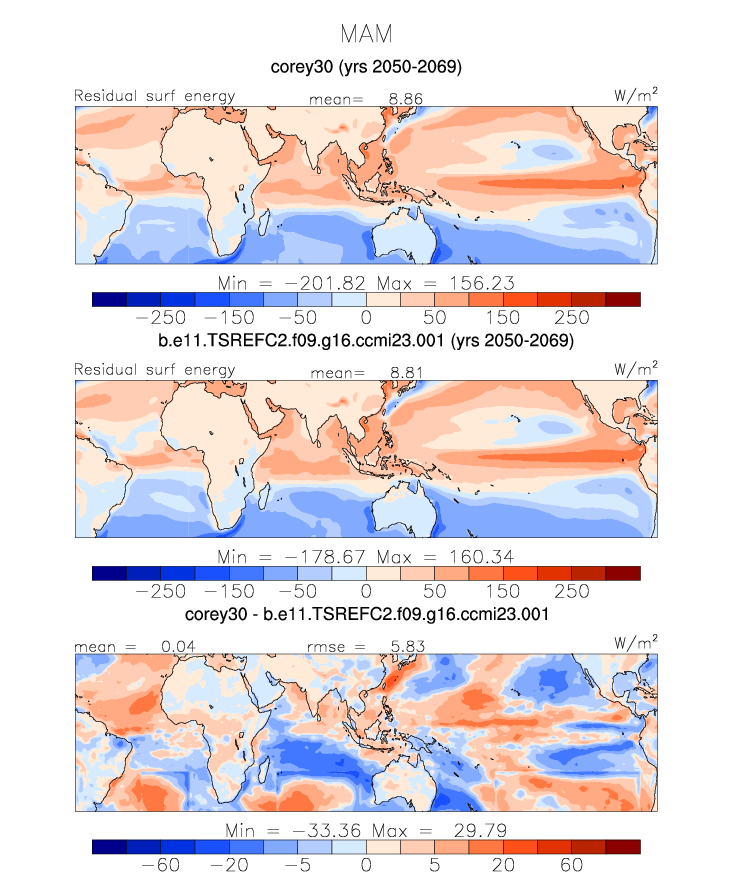 MAM
corey30 (yrs 2050-2069)
Residual surf energy mean= 8.86 W/m²
Min = −201.82 Max = 156.23
−250 −150 −50 0 50 150 250
b.e11.TSREFC2.f09.g16.ccmi23.001 (yrs 2050-2069)
Residual surf energy mean= 8.81 W/m²
Min = −178.67 Max = 160.34
−250 −150 −50 0 50 150 250
corey30 - b.e11.TSREFC2.f09.g16.ccmi23.001
mean = 0.04 rmse = 5.83 W/m²
Min = −33.36 Max = 29.79
−60 −20 −5 0 5 20 60